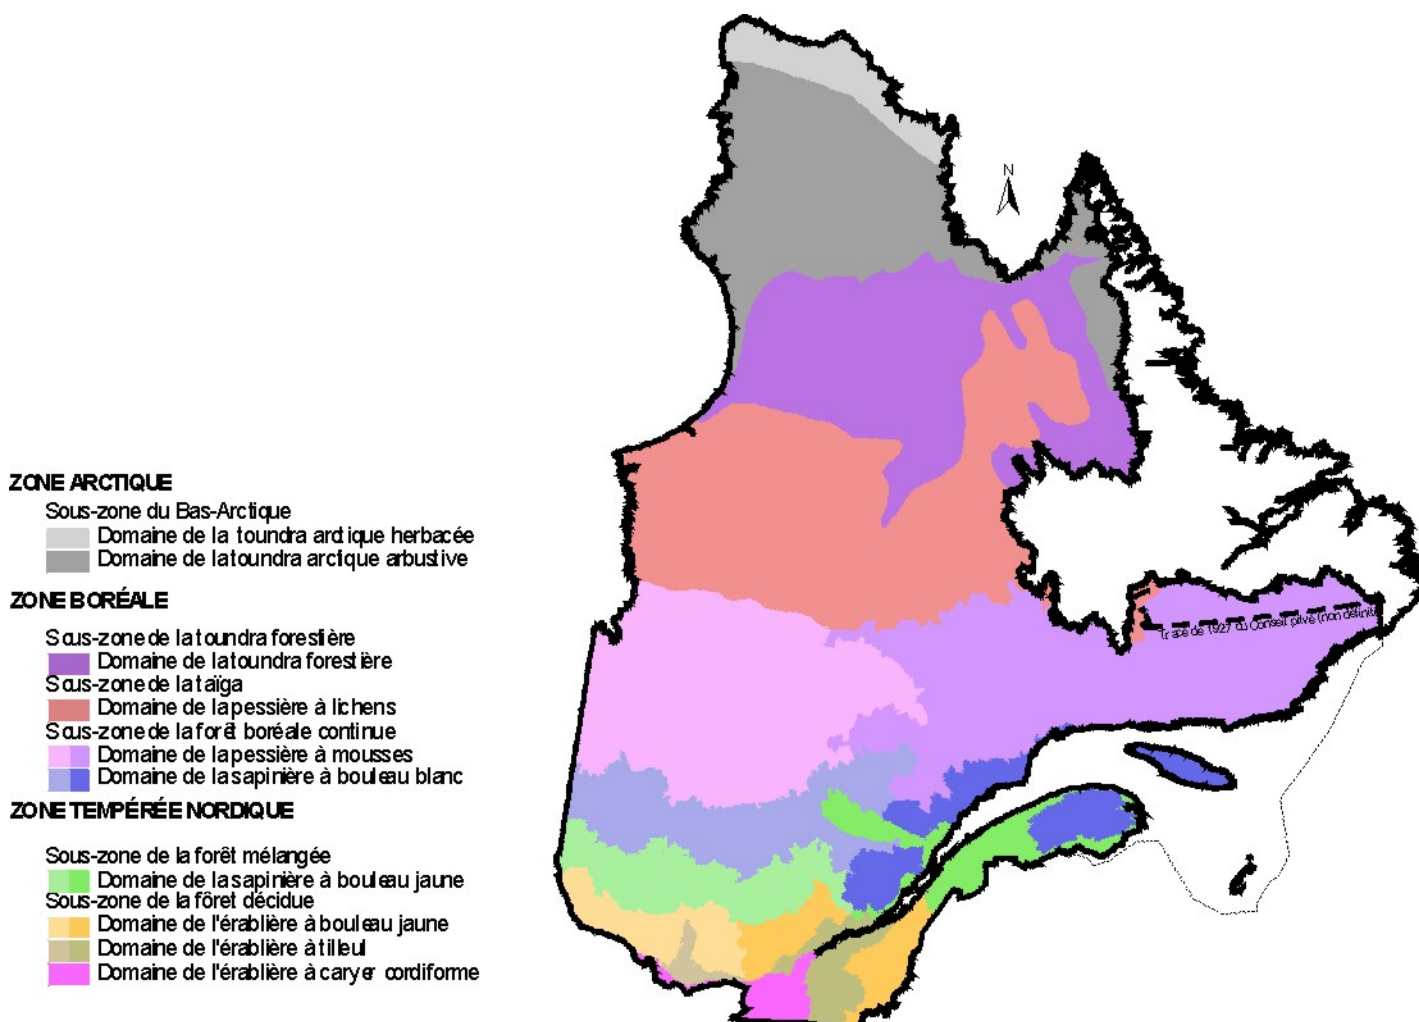 ZONE ARCTIQUE
Sous-zone du Bas-Arctique
Domaine de la toundra arctique herbacée
Domaine de la toundra arctique arbustive
ZONE BORÉALE
Sous-zone de la toundra forestière
Domaine de la toundra forestière
Sous-zone de la taïga
Domaine de la pessière à lichens
Sous-zone de la forêt boréale continue
Domaine de la pessière à mousses
Domaine de la sapinière à bouleau blanc
ZONE TEMPÉRÉE NORDIQUE
Sous-zone de la forêt mélangée
Domaine de la sapinière à bouleau jaune
Sous-zone de la fôret décidue
Domaine de l'érablière à bouleau jaune
Domaine de l'érablière à tilleul
Domaine de l'érablière à caryer cordiforme
N
Tracé de 1927 du Conseil privé (non définiti